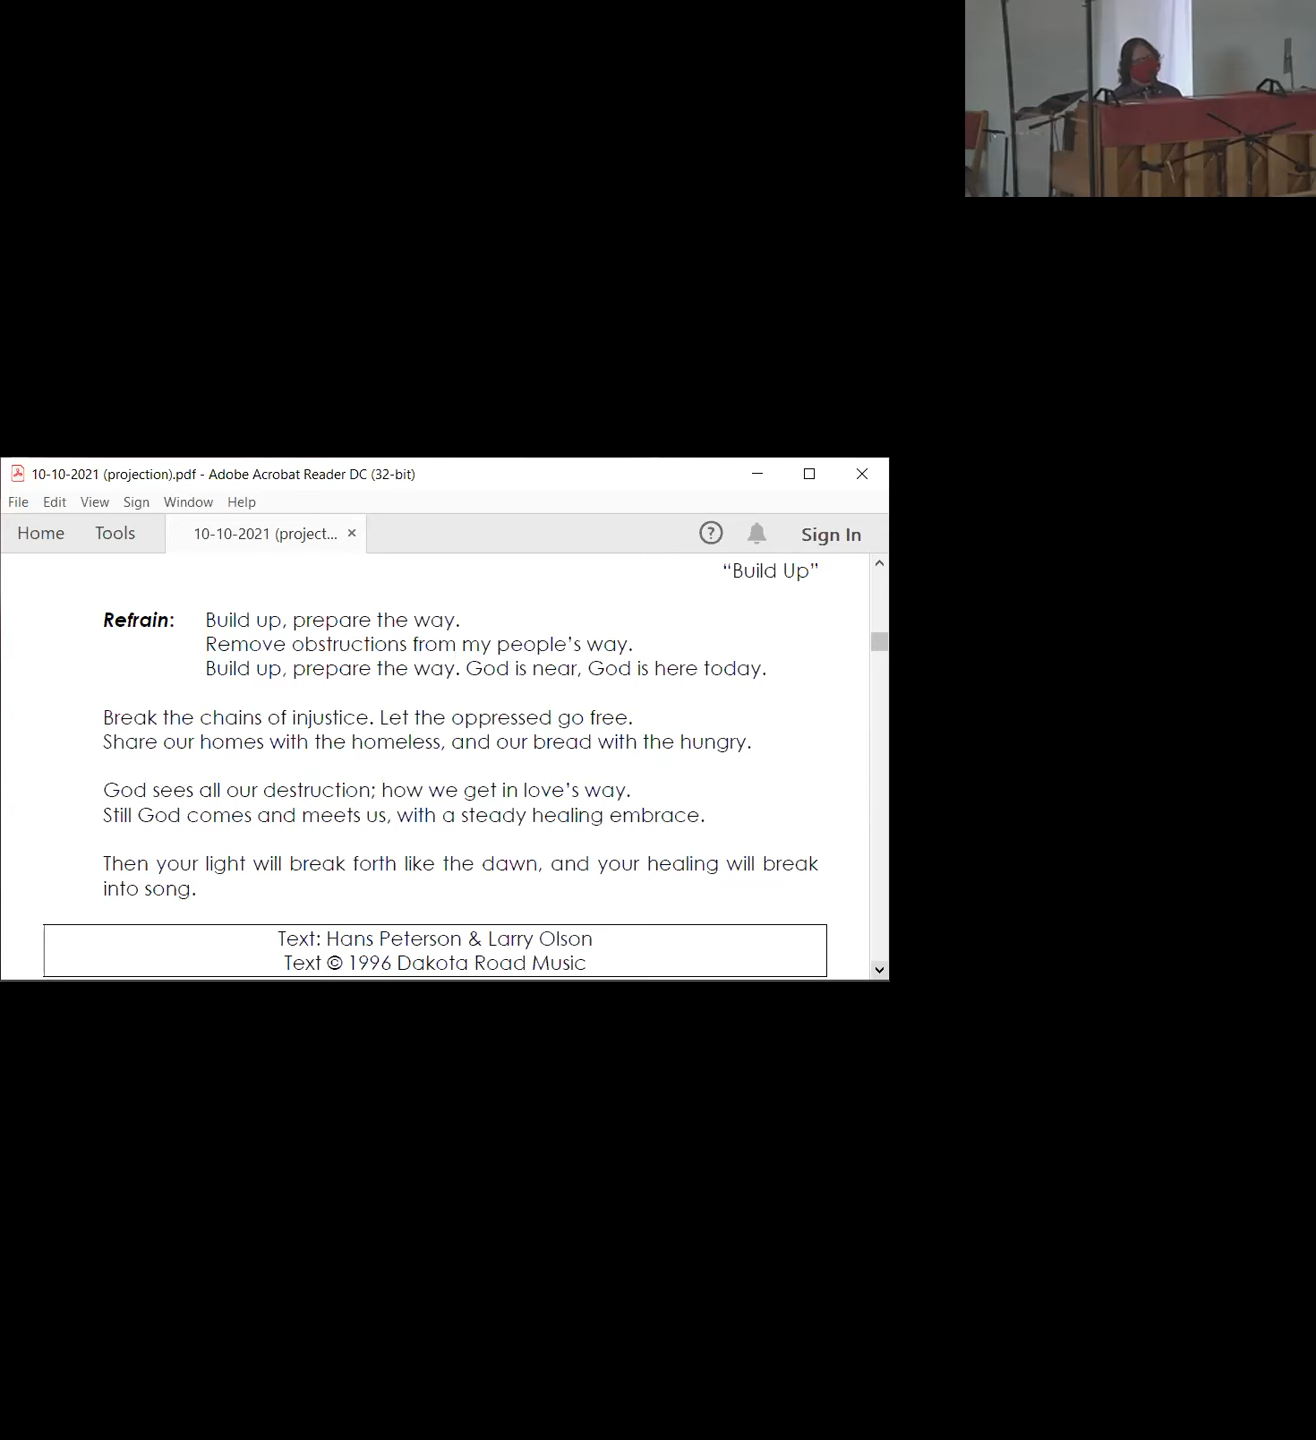 10-10-2021 (projection).pdf - Adobe Acrobat Reader DC (32-bit)
File Edit View Sign Window Help
Home Tools 10-10-2021 (project... × ? Sign In
“Build Up”
Refrain: Build up, prepare the way.
Remove obstructions from my people’s way.
Build up, prepare the way. God is near, God is here today.
Break the chains of injustice. Let the oppressed go free.
Share our homes with the homeless, and our bread with the hungry.
God sees all our destruction; how we get in love’s way.
Still God comes and meets us, with a steady healing embrace.
Then your light will break forth like the dawn, and your healing will break
into song.
Text: Hans Peterson & Larry Olson
Text © 1996 Dakota Road Music